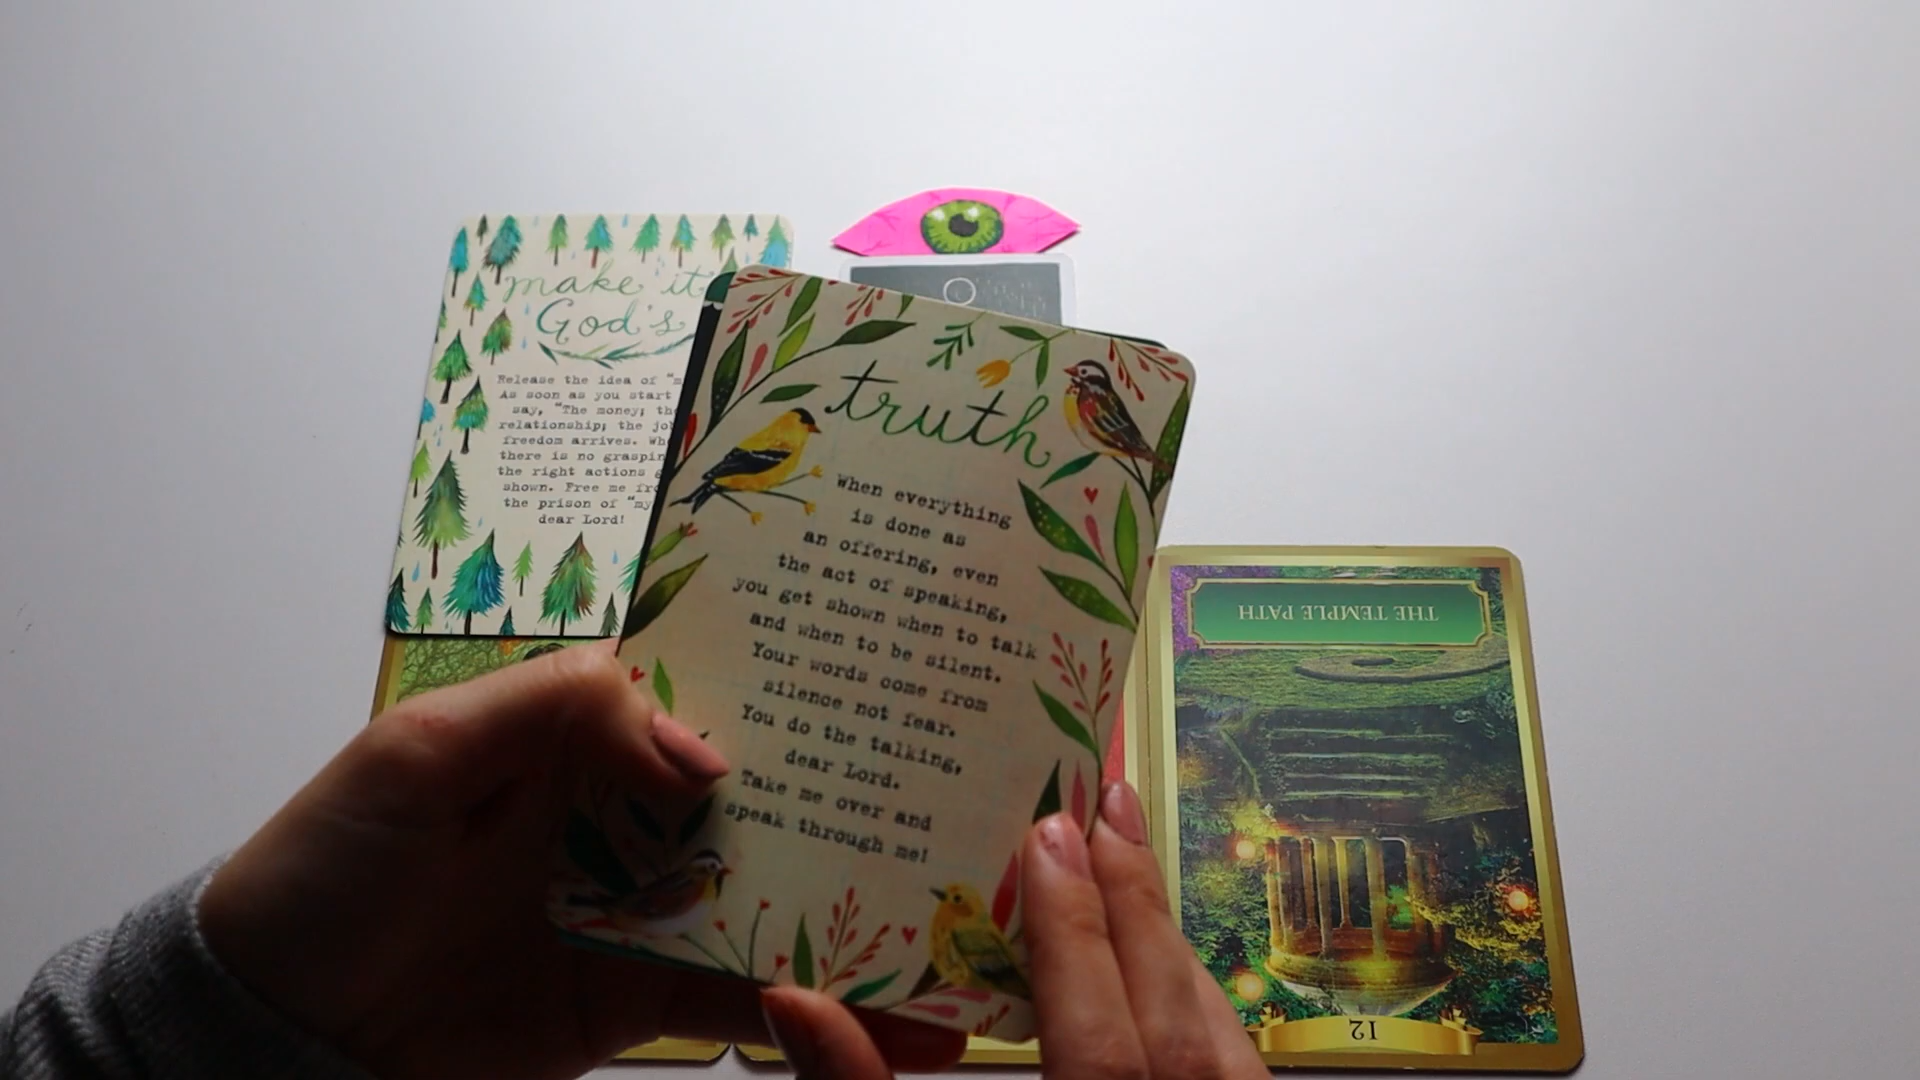 make it
God's
Release the idea of "m
As soon as you start
say, "The money; the
relationship; the jo
freedom arrives. Wh
there is no graspin
the right actions g
shown. Free me fro
the prison of "my
dear Lord!
truth
When everything
is done as
an offering, even
the act of speaking,
you get shown when to talk
and when to be silent.
Your words come from
silence not fear.
You do the talking,
dear Lord.
Take me over and
speak through me!
THE TEMPLE PATH
12